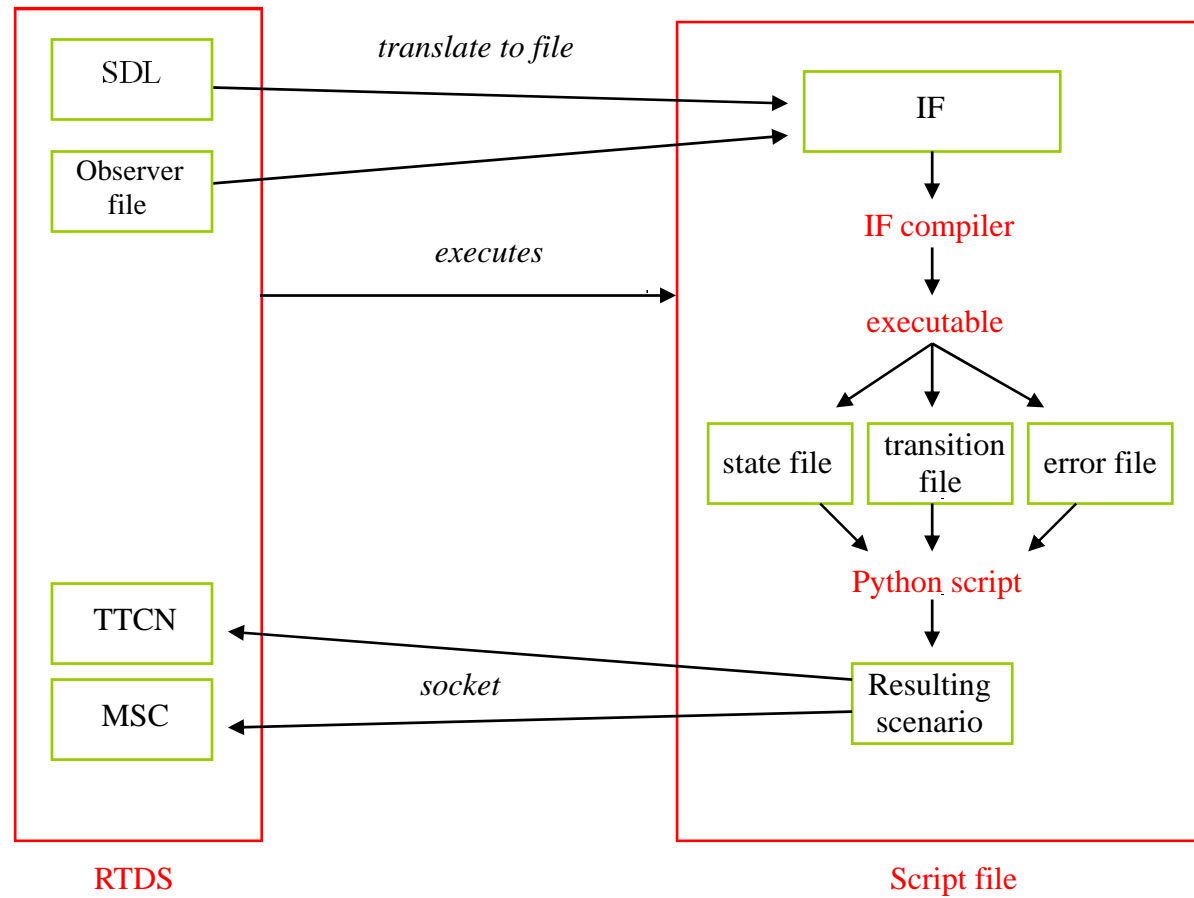 SDL
translate to file
IF
Observer
file
IF compiler
executes
executable
state file
transition
file
error file
Python script
TTCN
MSC
socket
Resulting
scenario
RTDS
Script file